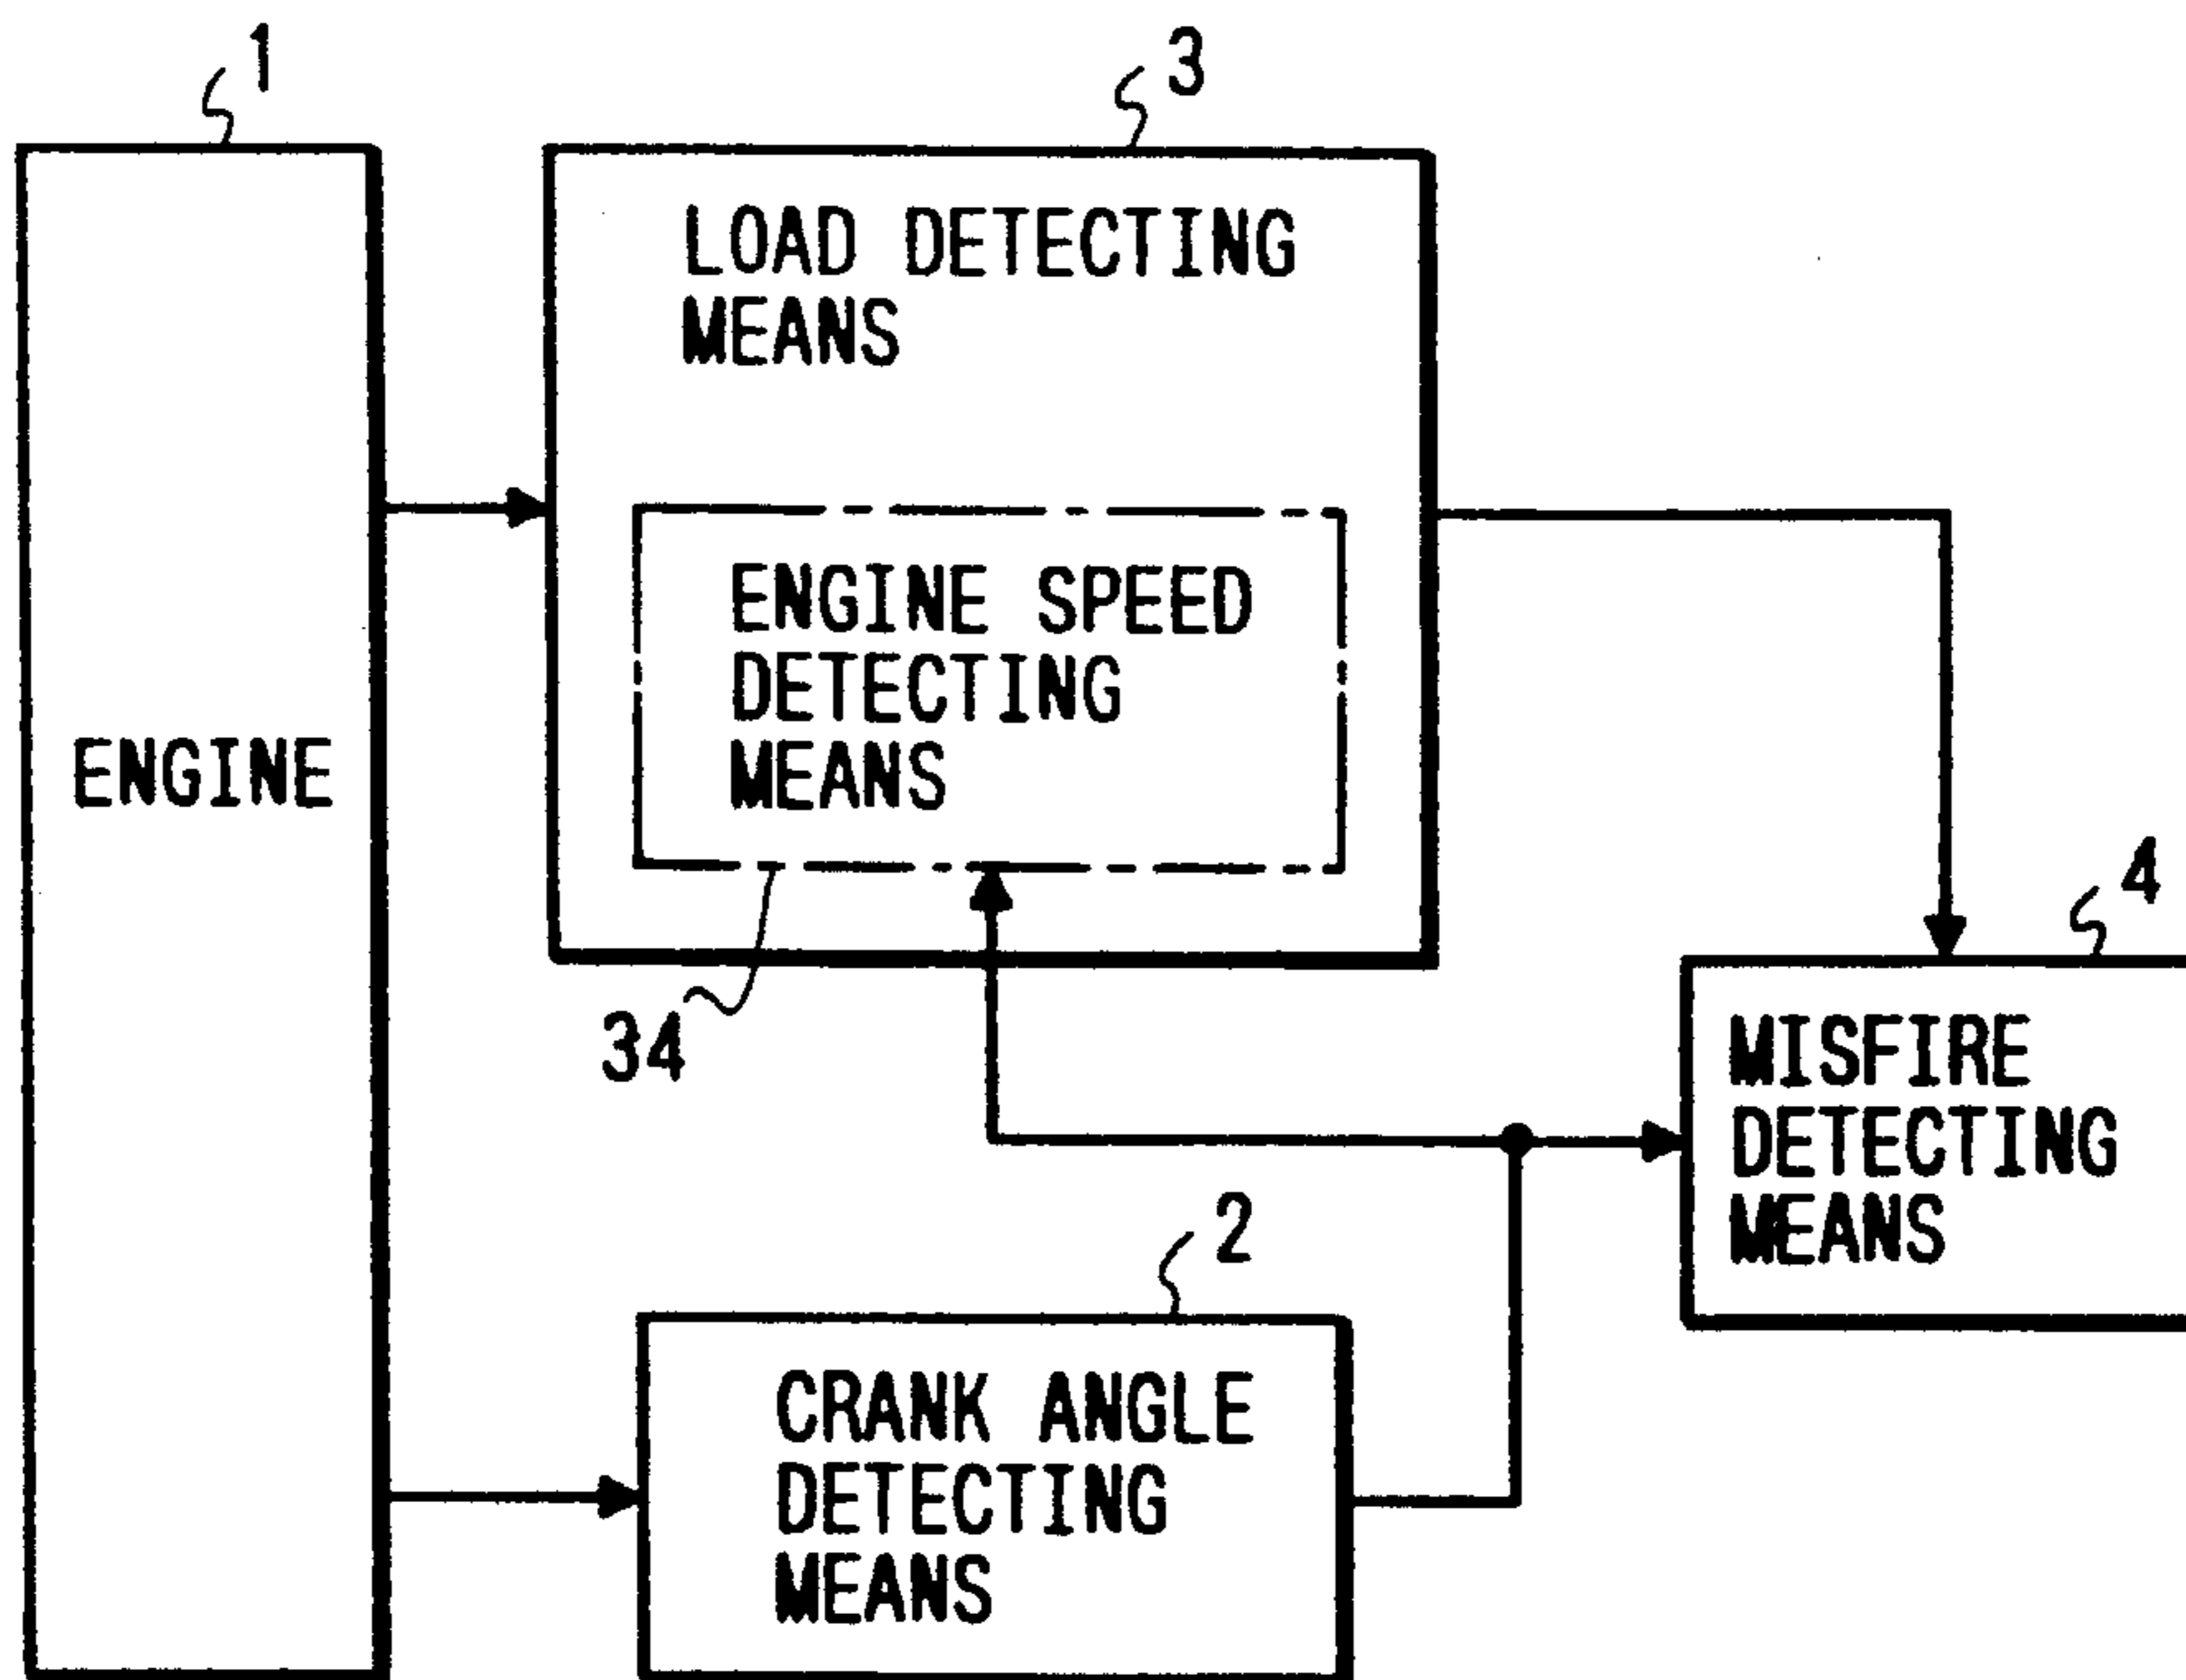 1
3
LOAD DETECTING
MEANS
ENGINE SPEED
DETECTING
MEANS
ENGINE
34
4
MISFIRE
DETECTING
MEANS
2
CRANK ANGLE
DETECTING
MEANS